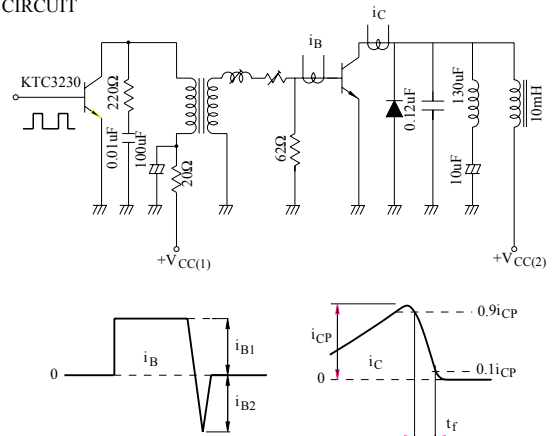 CIRCUIT
iC
iB
KTC3230
220Ω
0.01uF
100uF
20Ω
62Ω
0.12uF
130uF
10uF
10mH
+VCC(1)
+VCC(2)
0
iB
iB1
iB2
iCP
iC
0
0.9iCP
0.1iCP
tf